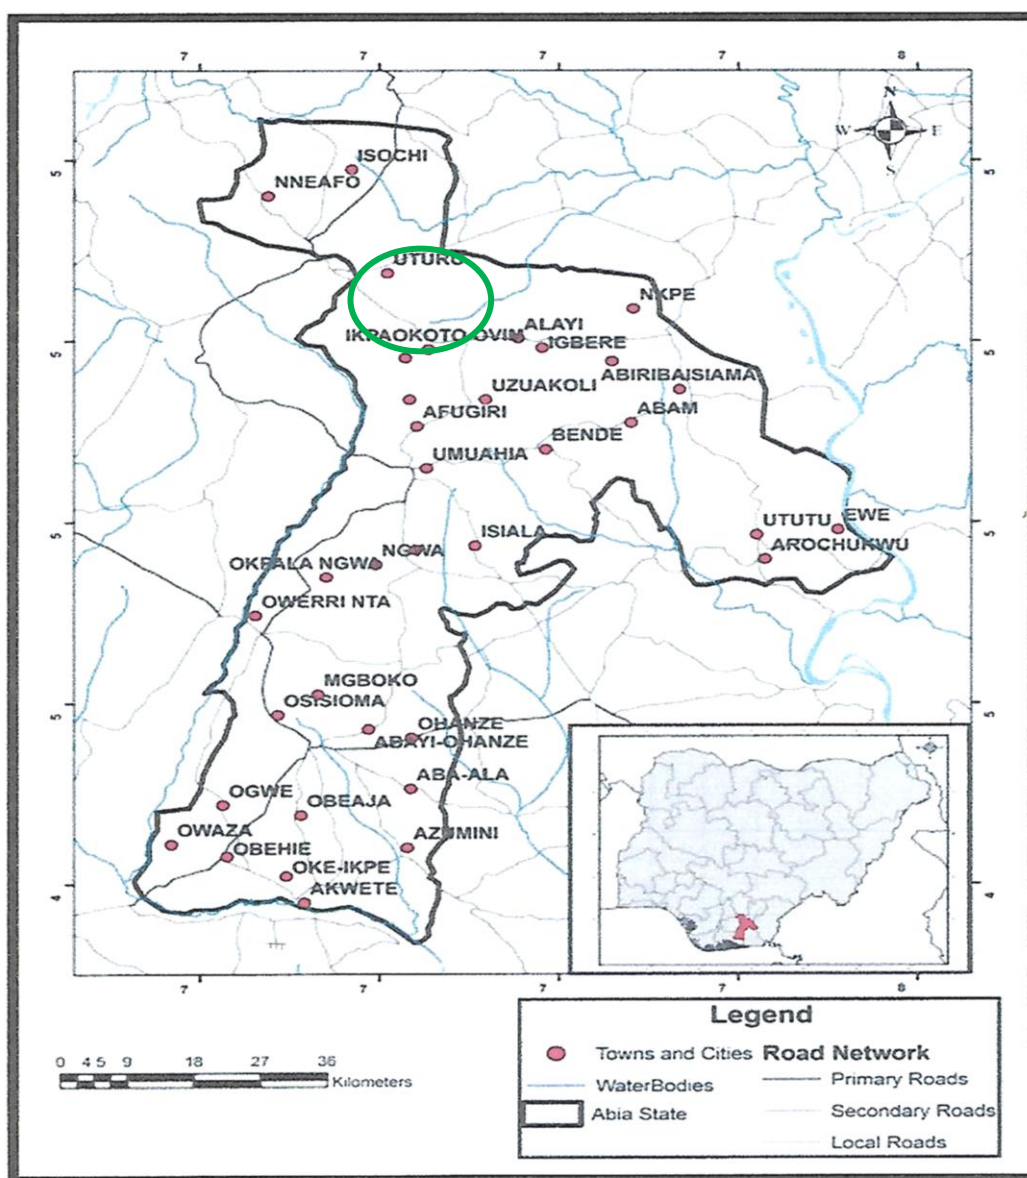 7 7 7 7 8
N
W E
S
5
ISOCHI
NNEAFO
5
UTURU
NKPE
5
ALAYI
5
IKPAOKOTO OVIM
IGBERE
ABIRIBA ISIAMA
UZUAKOLI
AFUGIRI
ABAM
BENDE
UMUAHIA
5
UTUTU
EWE
5
ISIALA
NGWA
AROCHUKWU
OKPALA NGWA
OWERRI NTA
MGBOKO
5
OSISIOMA
5
OHANZE
ABAYI-OHANZE
ABA-ALA
OGWE
OBEAJA
OWAZA
AZUMINI
OBEHIE
OKE-IKPE
4
AKWETE
4
7 7 7 7 8
Legend
Towns and Cities
Road Network
WaterBodies
Primary Roads
Abia State
Secondary Roads
Local Roads
0 4.5 9 18 27 36
Kilometers